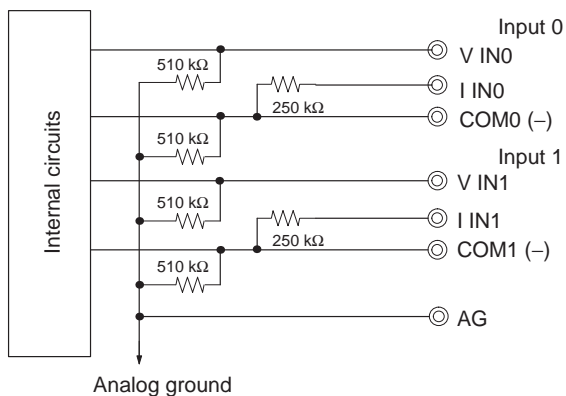 Input 0
V IN0
510 kΩ
I IN0
250 kΩ
COM0 (−)
510 kΩ
Input 1
V IN1
510 kΩ
I IN1
250 kΩ
COM1 (−)
510 kΩ
AG
Internal circuits
Analog ground